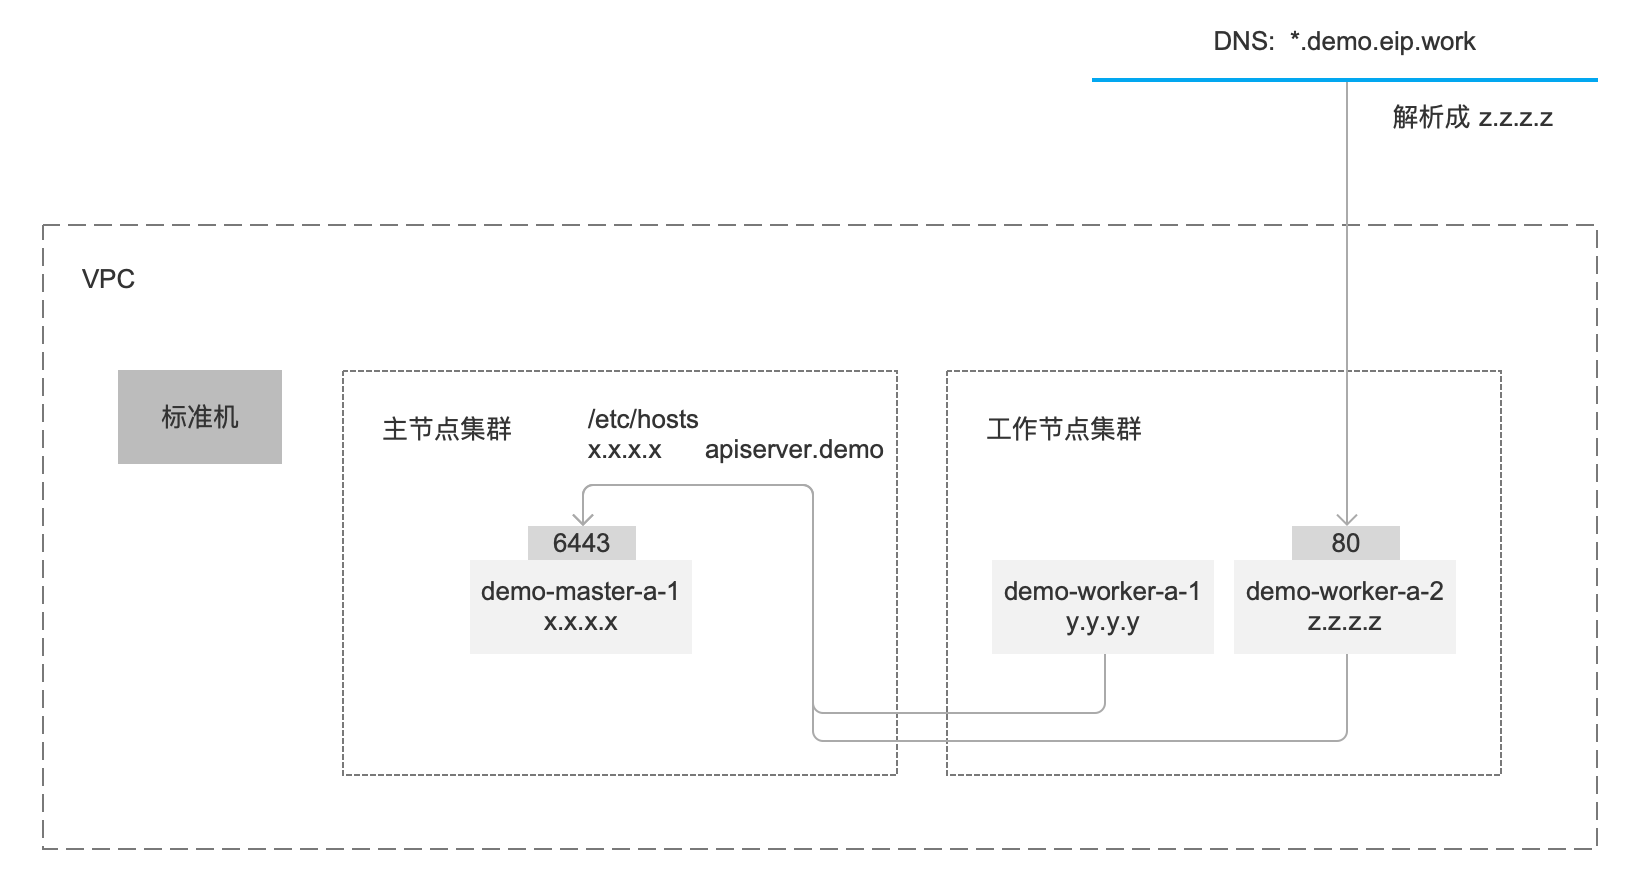 DNS: *.demo.eip.work
解析成 z.z.z.z
VPC
标准机
主节点集群
/etc/hosts
x.x.x.x apiserver.demo
工作节点集群
6443
demo-master-a-1
x.x.x.x
demo-worker-a-1
y.y.y.y
80
demo-worker-a-2
z.z.z.z